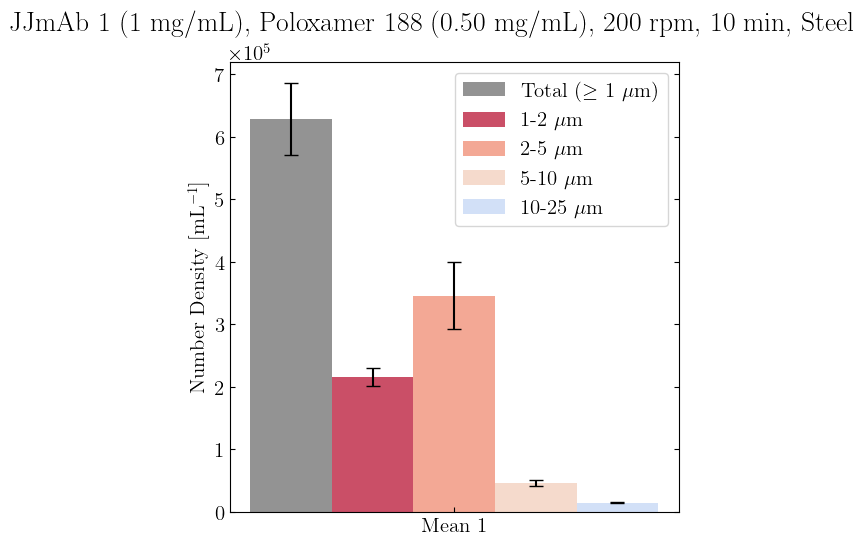 JJmAb 1 (1 mg/mL), Poloxamer 188 (0.50 mg/mL), 200 rpm, 10 min, Steel
×10⁵
7
6
5
4
3
2
1
0
Number Density [mL⁻¹]
Total (≥ 1 μm)
1-2 μm
2-5 μm
5-10 μm
10-25 μm
Mean 1